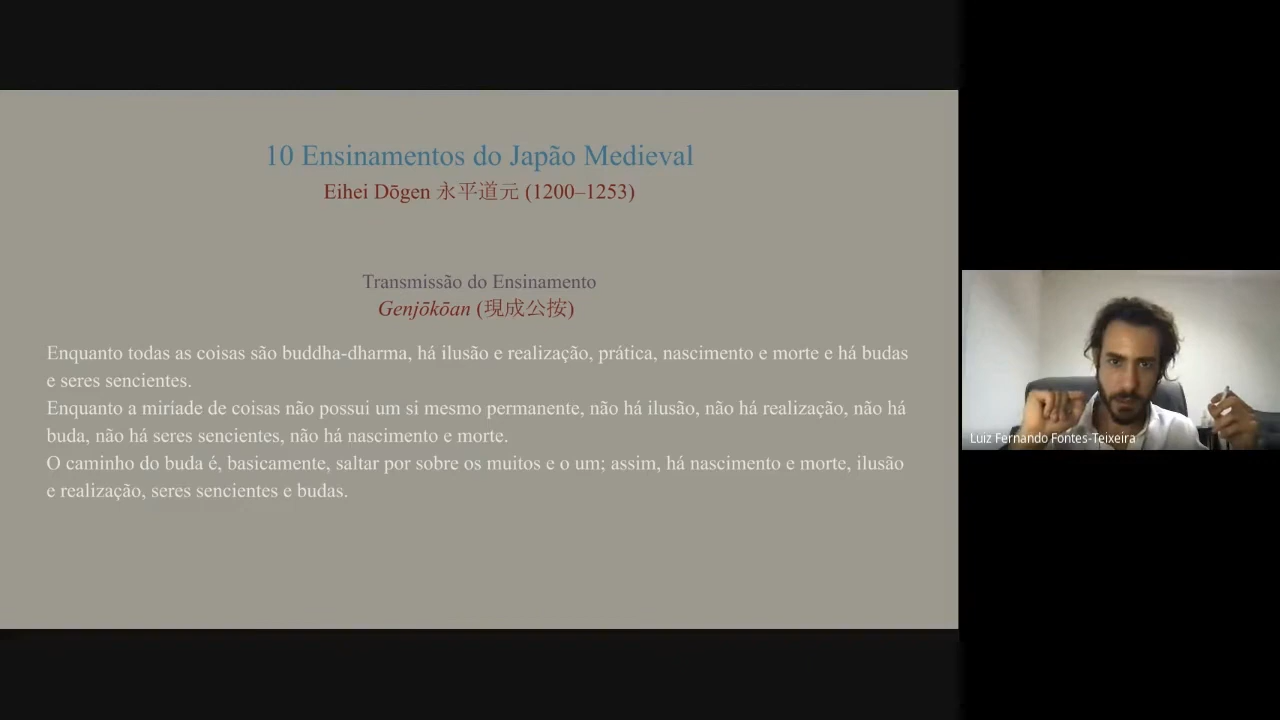 10 Ensinamentos do Japão Medieval
Eihei Dōgen 永平道元 (1200–1253)
Transmissão do Ensinamento
Genjōkōan (現成公按)
Enquanto todas as coisas são buddha-dharma, há ilusão e realização, prática, nascimento e morte e há budas
e seres sencientes.
Enquanto a miríade de coisas não possui um si mesmo permanente, não há ilusão, não há realização, não há
buda, não há seres sencientes, não há nascimento e morte.
O caminho do buda é, basicamente, saltar por sobre os muitos e o um; assim, há nascimento e morte, ilusão
e realização, seres sencientes e budas.
Luiz Fernando Fontes-Teixeira